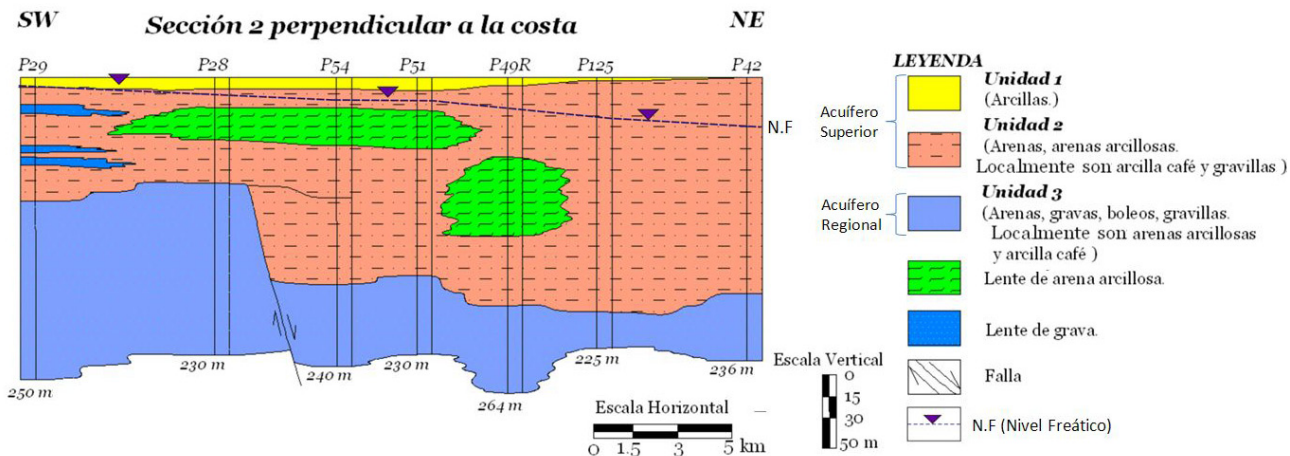 SW
Sección 2 perpendicular a la costa
NE
P29
P28
P54
P51
P49R
P125
P42
N.F
250 m
230 m
240 m
230 m
264 m
225 m
236 m
Escala Horizontal
0 1.5 3 5 km
Escala Vertical
0
15
30
50 m
LEYENDA
Acuífero
Superior
Unidad 1
(Arcillas.)
Unidad 2
(Arenas, arenas arcillosas.
Localmente son arcilla café y gravillas )
Acuífero
Regional
Unidad 3
(Arenas, gravas, boleos, gravillas.
Localmente son arenas arcillosas
y arcilla café )
Lente de arena arcillosa.
Lente de grava.
Falla
N.F (Nivel Freático)